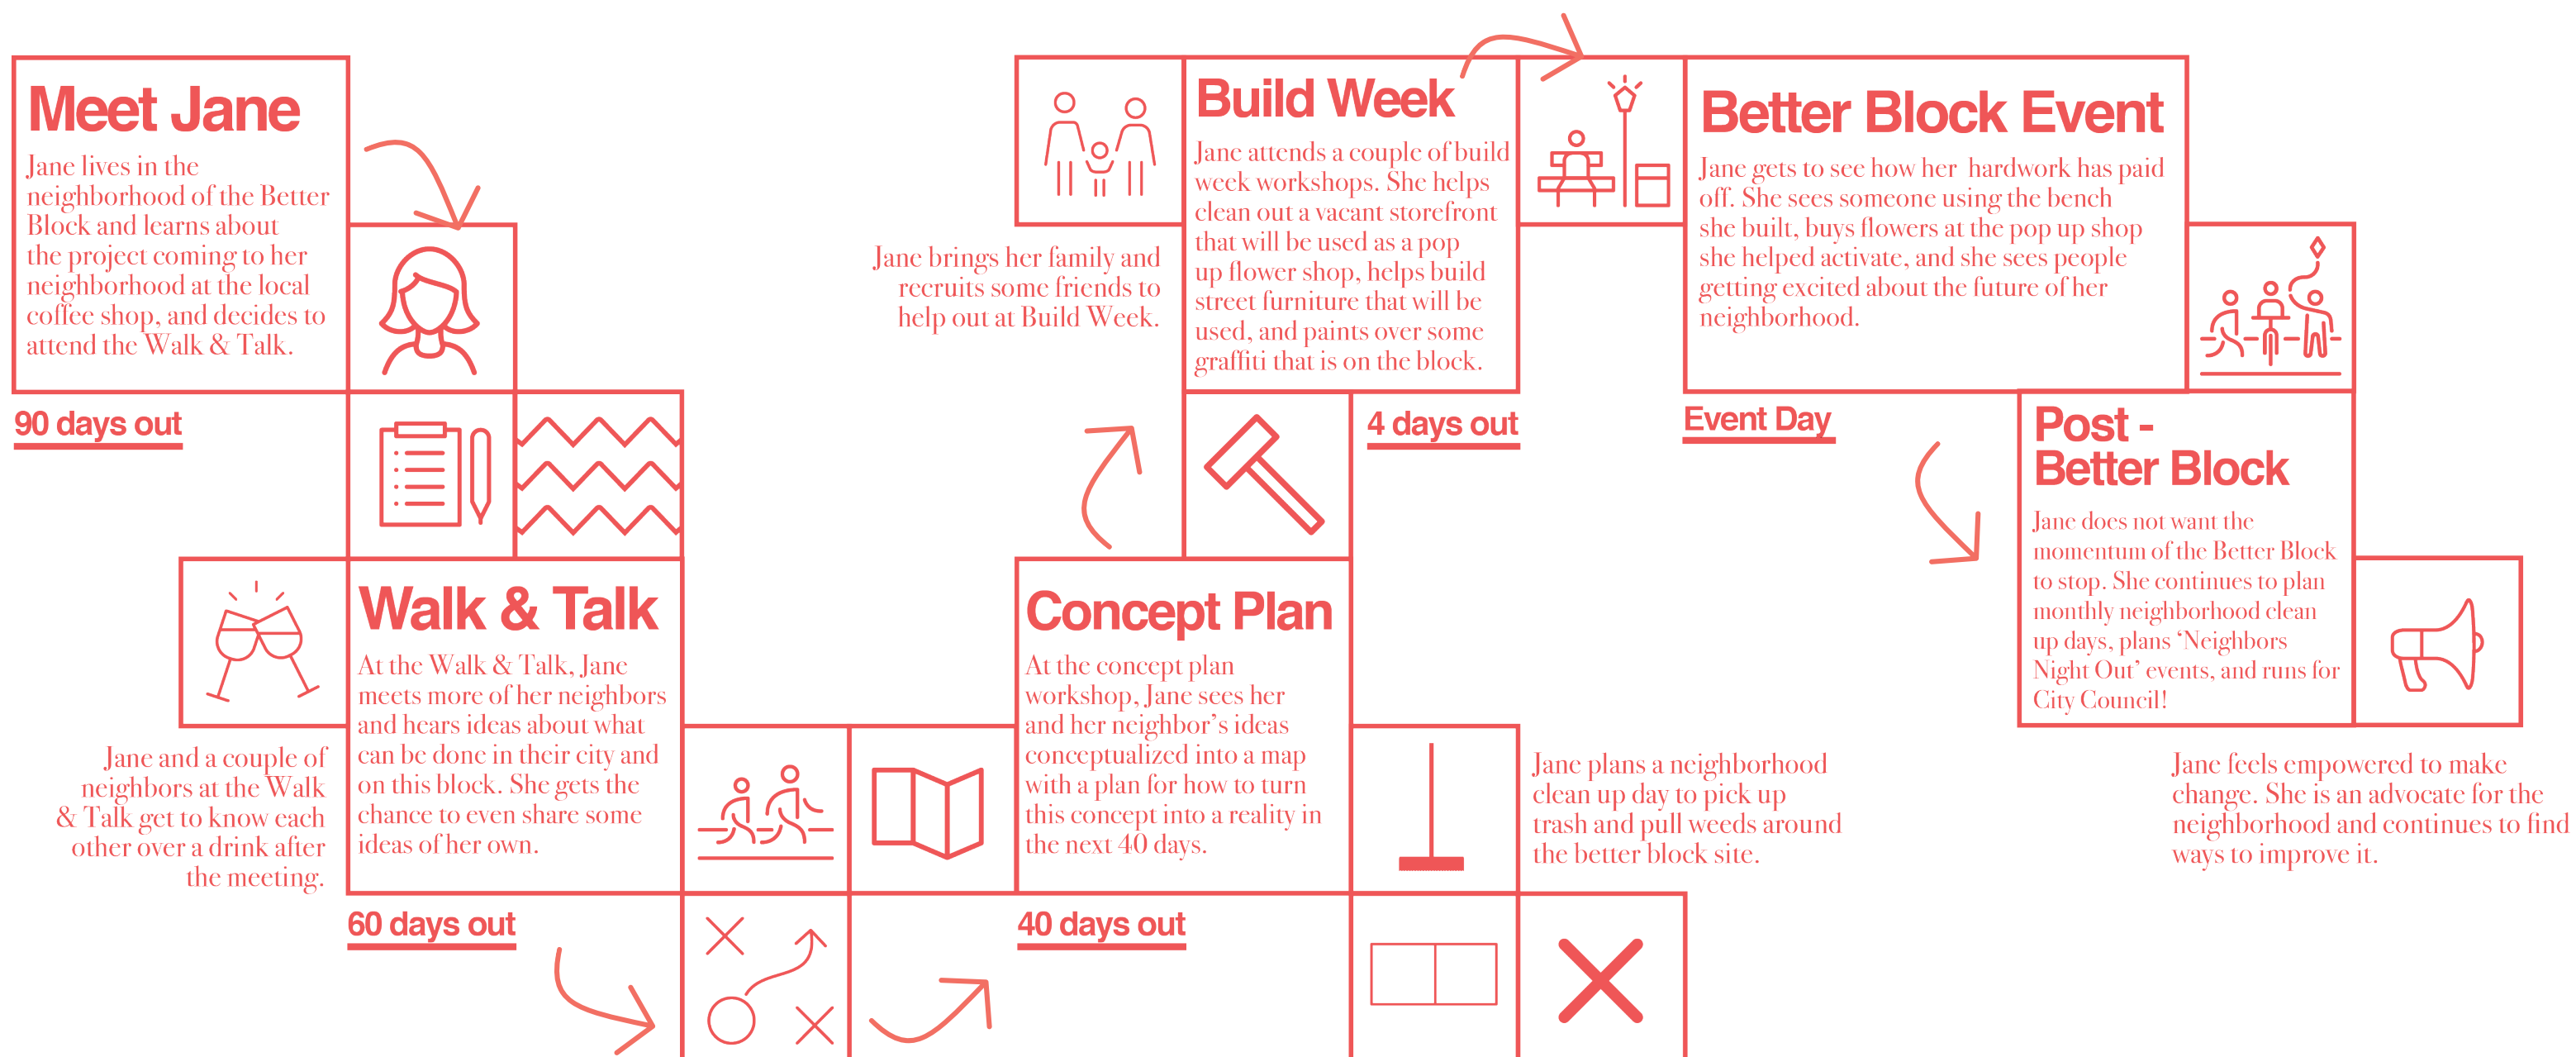 Meet Jane
Jane lives in the
neighborhood of the Better
Block and learns about
the project coming to her
neighborhood at the local
coffee shop, and decides to
attend the Walk & Talk.
90 days out
Walk & Talk
At the Walk & Talk, Jane
meets more of her neighbors
and hears ideas about what
can be done in their city and
on this block. She gets the
chance to even share some
ideas of her own.
Jane and a couple of
neighbors at the Walk
& Talk get to know each
other over a drink after
the meeting.
60 days out
Concept Plan
At the concept plan
workshop, Jane sees her
and her neighbor’s ideas
conceptualized into a map
with a plan for how to turn
this concept into a reality in
the next 40 days.
40 days out
Jane plans a neighborhood
clean up day to pick up
trash and pull weeds around
the better block site.
Jane brings her family and
recruits some friends to
help out at Build Week.
Build Week
Jane attends a couple of build
week workshops. She helps
clean out a vacant storefront
that will be used as a pop
up flower shop, helps build
street furniture that will be
used, and paints over some
graffiti that is on the block.
4 days out
Better Block Event
Jane gets to see how her  hardwork has paid
off. She sees someone using the bench
she built, buys flowers at the pop up shop
she helped activate, and she sees people
getting excited about the future of her
neighborhood.
Event Day
Post -
Better Block
Jane does not want the
momentum of the Better Block
to stop. She continues to plan
monthly neighborhood clean
up days, plans ‘Neighbors
Night Out’ events, and runs for
City Council!
Jane feels empowered to make
change. She is an advocate for the
neighborhood and continues to find
ways to improve it.